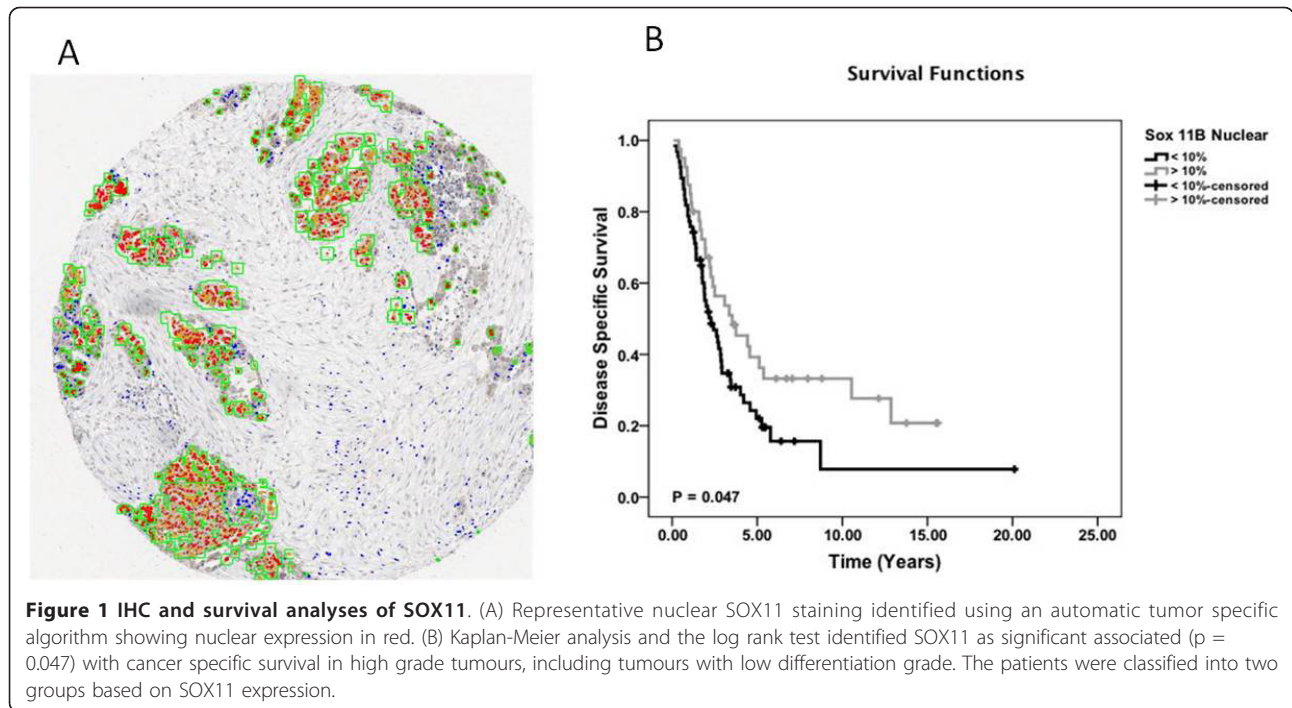 A
B
Survival Functions
Disease Specific Survival
1.0
0.8
0.6
0.4
0.2
0.0
P = 0.047
0.00 5.00 10.00 15.00 20.00 25.00
Time (Years)
Sox 11B Nuclear
< 10%
> 10%
< 10%-censored
> 10%-censored
Figure 1 IHC and survival analyses of SOX11. (A) Representative nuclear SOX11 staining identified using an automatic tumor specific
algorithm showing nuclear expression in red. (B) Kaplan-Meier analysis and the log rank test identified SOX11 as significant associated (p =
0.047) with cancer specific survival in high grade tumours, including tumours with low differentiation grade. The patients were classified into two
groups based on SOX11 expression.